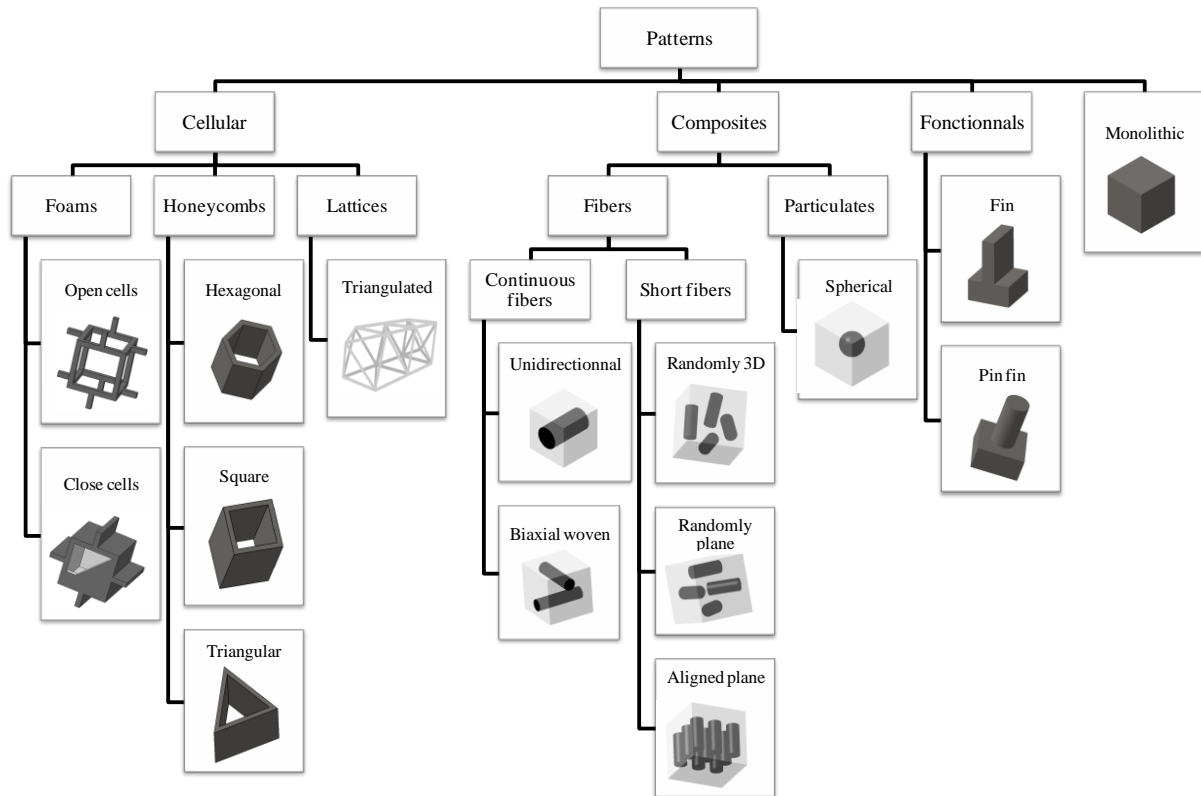 Patterns
Cellular
Composites
Fonctionnals
Monolithic
Foams
Honeycombs
Lattices
Fibers
Particulates
Fin
Open cells
Hexagonal
Triangulated
Continuous
fibers
Short fibers
Spherical
Unidirectionnal
Randomly 3D
Pin fin
Close cells
Square
Biaxial woven
Randomly
plane
Triangular
Aligned plane